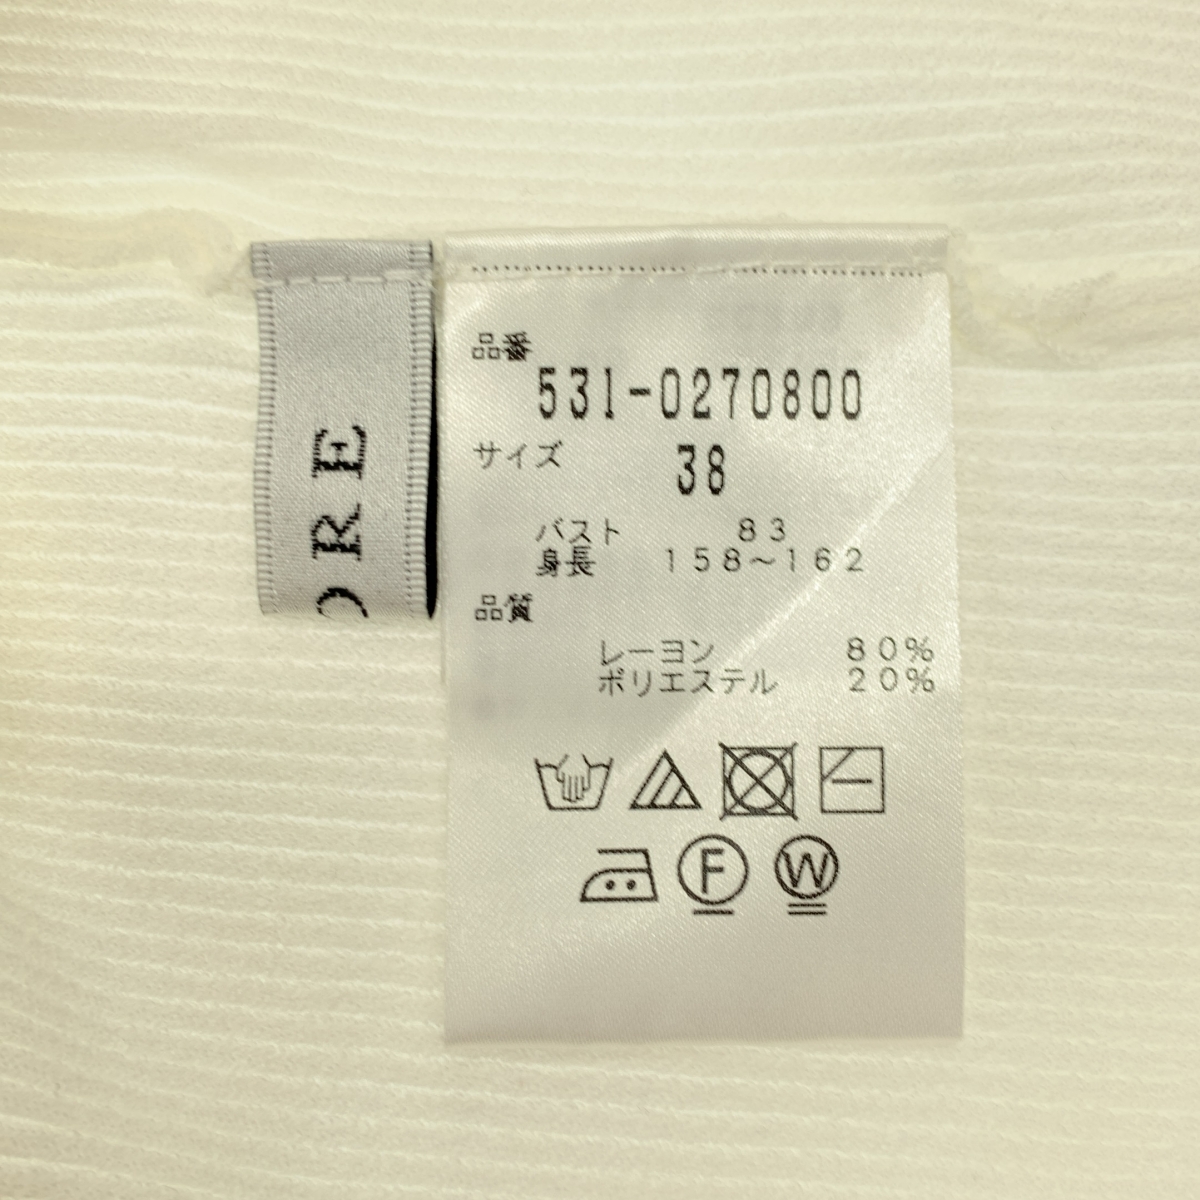 ORE
品番
531-0270800
サイズ 38
バスト 83
身長 158～162
品質
レーヨン 80%
ポリエステル 20%
F W